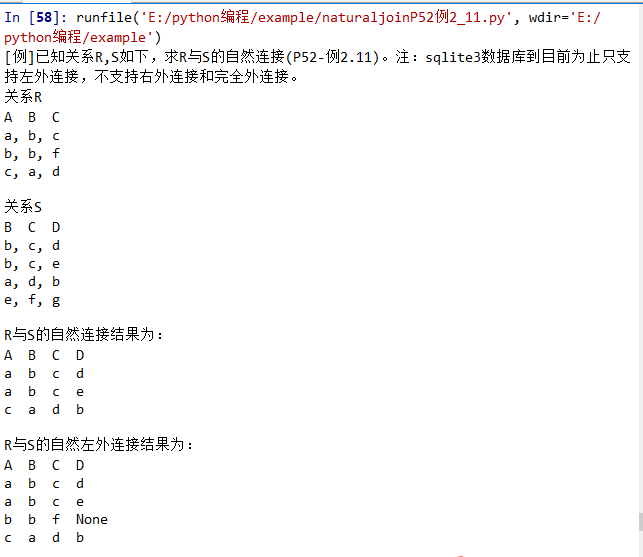 In [58]: runfile('E:/python编程/example/naturaljoinP52例2_11.py', wdir='E:/
python编程/example')
[例]已知关系R,S如下，求R与S的自然连接(P52-例2.11)。注：sqlite3数据库到目前为止只支
持左外连接，不支持右外连接和完全外连接。
关系R
A B C
a, b, c
b, b, f
c, a, d
关系S
B C D
b, c, d
b, c, e
a, d, b
e, f, g
R与S的自然连接结果为：
A B C D
a b c d
a b c e
c a d b
R与S的自然左外连接结果为：
A B C D
a b c d
a b c e
b b f None
c a d b